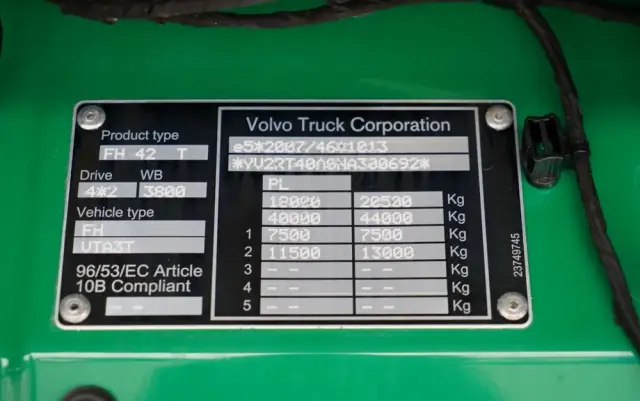 Product type
FH 42 T
Drive WB
4*2 3800
Vehicle type
FH
VTA3T
96/53/EC Article
10B Compliant
-- --
Volvo Truck Corporation
e5*2007/46*1013
*YV2RT40A6NA300692*
PL
18000 20500 Kg
40000 44000 Kg
1 7500 7500 Kg
2 11500 13000 Kg
3 -- -- -- -- Kg
4 -- -- -- -- Kg
5 -- -- -- -- Kg
23749745